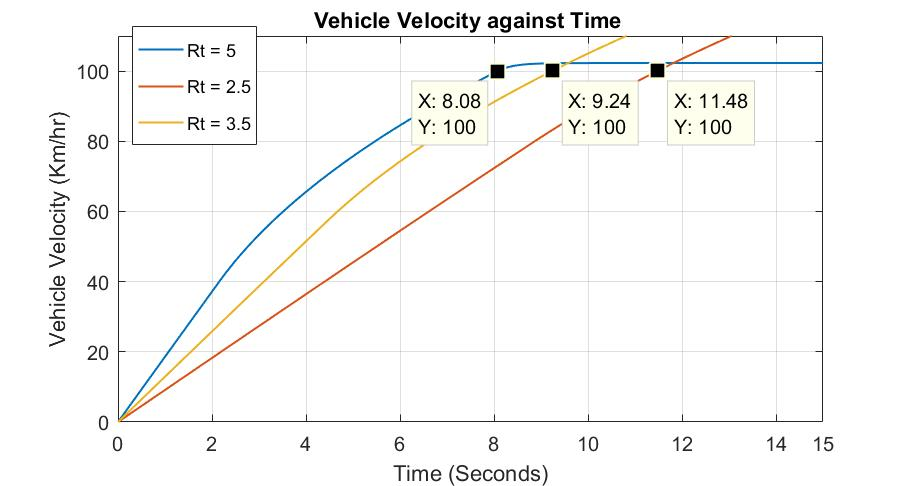 Vehicle Velocity against Time
Rt = 5
Rt = 2.5
Rt = 3.5
X: 8.08
Y: 100
X: 9.24
Y: 100
X: 11.48
Y: 100
Vehicle Velocity (Km/hr)
100
80
60
40
20
0
0 2 4 6 8 10 12 14 15
Time (Seconds)